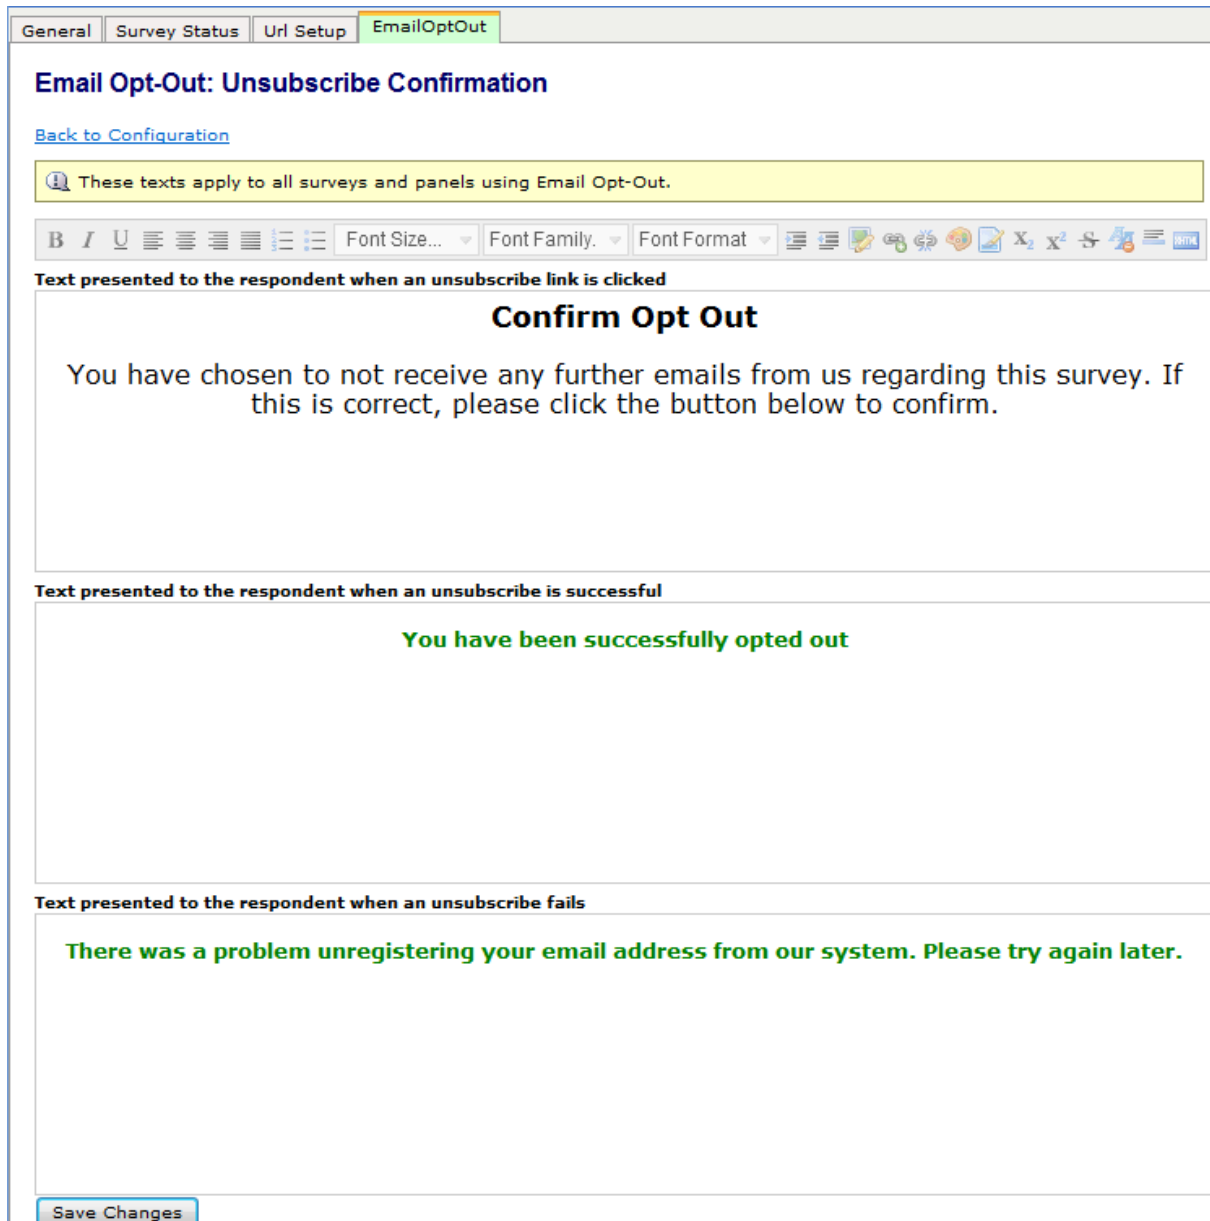 General Survey Status Url Setup EmailOptOut
Email Opt-Out: Unsubscribe Confirmation
Back to Configuration
These texts apply to all surveys and panels using Email Opt-Out.
B I U Font Size... Font Family. Font Format X₂ X² S XHTML
Text presented to the respondent when an unsubscribe link is clicked
Confirm Opt Out
You have chosen to not receive any further emails from us regarding this survey. If
this is correct, please click the button below to confirm.
Text presented to the respondent when an unsubscribe is successful
You have been successfully opted out
Text presented to the respondent when an unsubscribe fails
There was a problem unregistering your email address from our system. Please try again later.
Save Changes